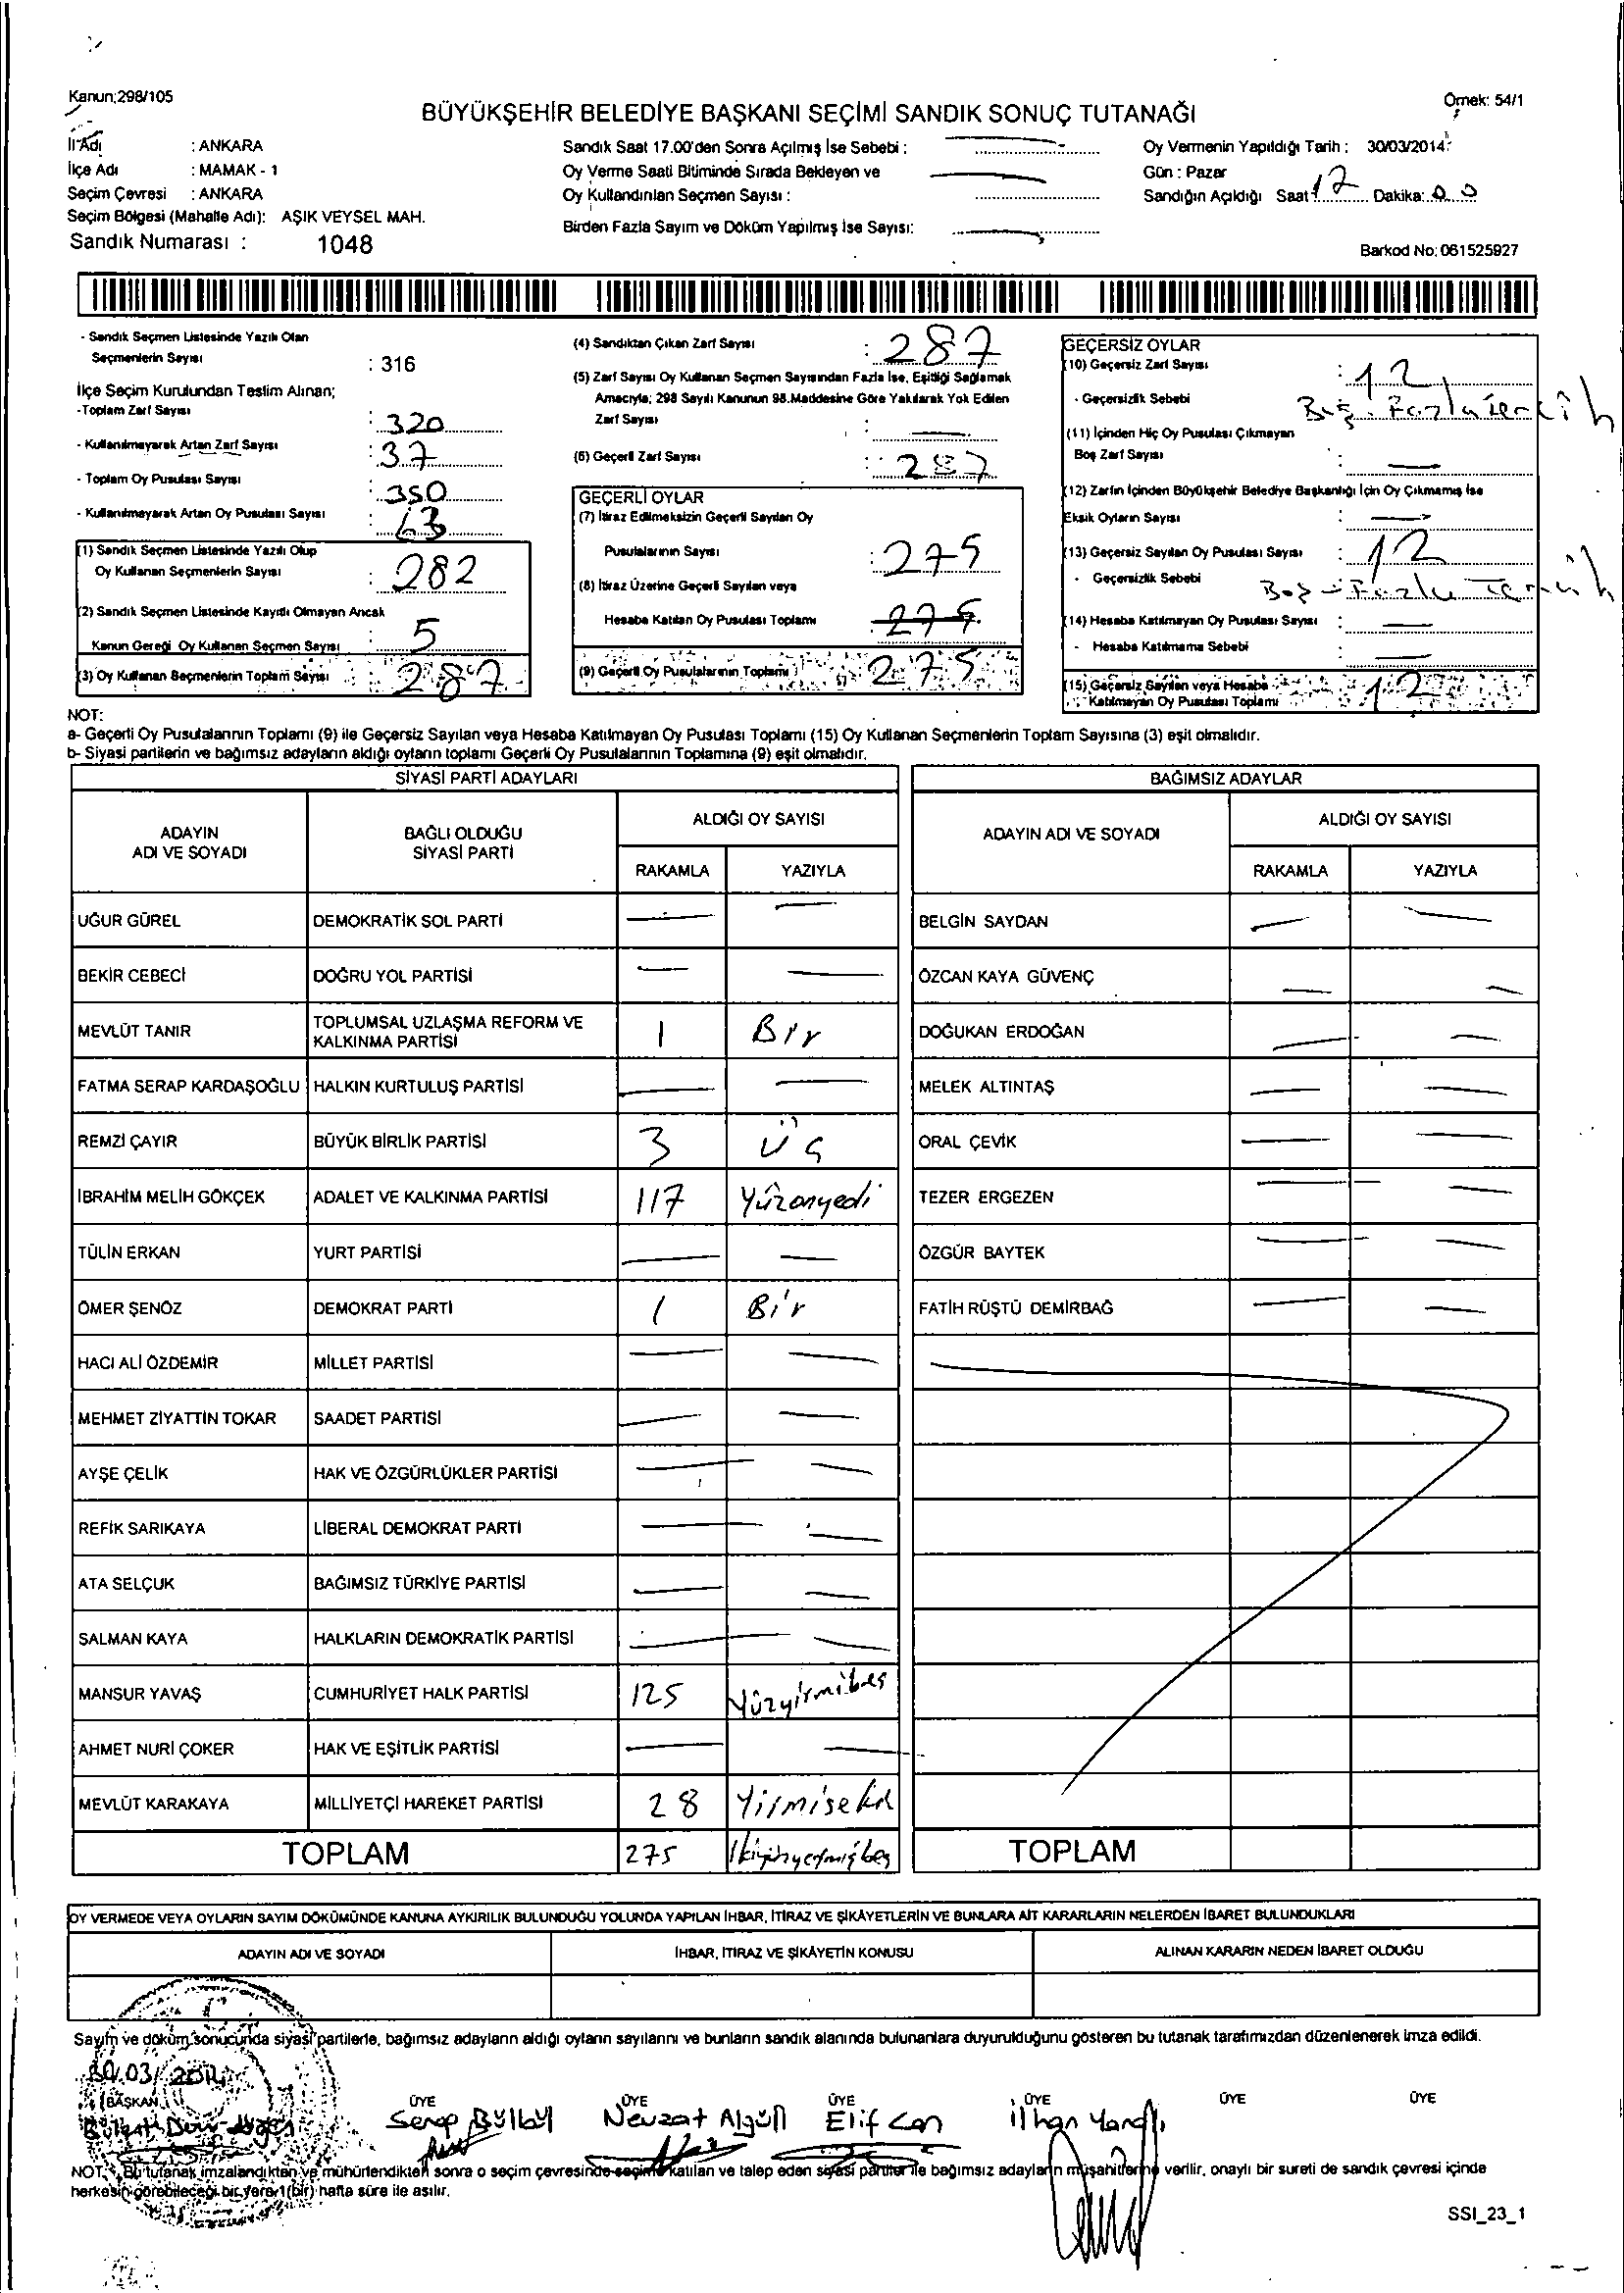 Kanun;298/105
BÜYÜKŞEHİR BELEDİYE BAŞKANI SEÇİMİ SANDIK SONUÇ TUTANAĞI
Örnek: 54/1
İl Adı : ANKARA
İlçe Adı : MAMAK - 1
Seçim Çevresi : ANKARA
Seçim Bölgesi (Mahalle Adı): AŞIK VEYSEL MAH.
Sandık Numarası : 1048
Sandık Saat 17.00'den Sonra Açılmış İse Sebebi :
Oy Verme Saati Bitiminde Sırada Bekleyen ve
Oy Kullandırılan Seçmen Sayısı :
Birden Fazla Sayım ve Döküm Yapılmış İse Sayısı:
Oy Vermenin Yapıldığı Tarih : 30/03/2014
Gün : Pazar
Sandığın Açıldığı Saat 17 Dakika: 00
Barkod No: 061525927
- Sandık Seçmen Listesinde Yazılı Olan
Seçmenlerin Sayısı : 316
İlçe Seçim Kurulundan Teslim Alınan;
-Toplam Zarf Sayısı : 320
- Kullanılmayarak Artan Zarf Sayısı : 37
- Toplam Oy Pusulası Sayısı : 350
- Kullanılmayarak Artan Oy Pusulası Sayısı : 63
(1) Sandık Seçmen Listesinde Yazılı Olup
Oy Kullanan Seçmenlerin Sayısı : 282
(2) Sandık Seçmen Listesinde Kayıdı Olmayan Ancak
Kanun Gereği Oy Kullanan Seçmen Sayısı : 5
(3) Oy Kullanan Seçmenlerin Toplam Sayısı : 287
(4) Sandıktan Çıkan Zarf Sayısı : 287
(5) Zarf Sayısı Oy Kullanan Seçmen Sayısından Fazla İse, Eşitliği Sağlamak
Amacıyla; 298 Sayılı Kanunun 98.Maddesine Göre Yakılarak Yok Edilen
Zarf Sayısı :
(6) Geçerli Zarf Sayısı : 287
GEÇERLİ OYLAR
(7) İtiraz Edilmeksizin Geçerli Sayılan Oy
Pusulalarının Sayısı : 275
(8) İtiraz Üzerine Geçerli Sayılan veya
Hesaba Katılan Oy Pusulası Toplamı : 275
(9) Geçerli Oy Pusulalarının Toplamı : 275
GEÇERSİZ OYLAR
(10) Geçersiz Zarf Sayısı : 12
- Geçersizlik Sebebi Boş - Fazla Tercih
(11) İçinden Hiç Oy Pusulası Çıkmayan
Boş Zarf Sayısı :
(12) Zarfın İçinden Büyükşehir Belediye Başkanlığı İçin Oy Çıkmamış İse
Eksik Oyların Sayısı :
(13) Geçersiz Sayılan Oy Pusulası Sayısı : 12
- Geçersizlik Sebebi Boş - Fazla Tercih
(14) Hesaba Katılmayan Oy Pusulası Sayısı :
- Hesaba Katılmama Sebebi
(15) Geçersiz Sayılan veya Hesaba
Katılmayan Oy Pusulası Toplamı : 12
NOT:
a- Geçerli Oy Pusulalarının Toplamı (9) ile Geçersiz Sayılan veya Hesaba Katılmayan Oy Pusulası Toplamı (15) Oy Kullanan Seçmenlerin Toplam Sayısına (3) eşit olmalıdır.
b- Siyasi partilerin ve bağımsız adayların aldığı oyların toplamı Geçerli Oy Pusulalarının Toplamına (9) eşit olmalıdır.
SİYASİ PARTİ ADAYLARI
ADAYIN ADI VE SOYADI BAĞLI OLDUĞU SİYASİ PARTİ ALDIĞI OY SAYISI
RAKAMLA YAZIYLA
UĞUR GÜREL DEMOKRATİK SOL PARTİ
BEKİR CEBECİ DOĞRU YOL PARTİSİ
MEVLÜT TANIR TOPLUMSAL UZLAŞMA REFORM VE KALKINMA PARTİSİ 1 Bir
FATMA SERAP KARDAŞOĞLU HALKIN KURTULUŞ PARTİSİ
REMZİ ÇAYIR BÜYÜK BİRLİK PARTİSİ 3 Üç
İBRAHİM MELİH GÖKÇEK ADALET VE KALKINMA PARTİSİ 117 Yüzonyedi
TÜLİN ERKAN YURT PARTİSİ
ÖMER ŞENÖZ DEMOKRAT PARTİ 1 Bir
HACI ALİ ÖZDEMİR MİLLET PARTİSİ
MEHMET ZİYATTİN TOKAR SAADET PARTİSİ
AYŞE ÇELİK HAK VE ÖZGÜRLÜKLER PARTİSİ
REFİK SARIKAYA LİBERAL DEMOKRAT PARTİ
ATA SELÇUK BAĞIMSIZ TÜRKİYE PARTİSİ
SALMAN KAYA HALKLARIN DEMOKRATİK PARTİSİ
MANSUR YAVAŞ CUMHURİYET HALK PARTİSİ 125 Yüzyirmibeş
AHMET NURİ ÇOKER HAK VE EŞİTLİK PARTİSİ
MEVLÜT KARAKAYA MİLLİYETÇİ HAREKET PARTİSİ 28 Yirmisekiz
TOPLAM 275 İkiyüzyetmişbeş
BAĞIMSIZ ADAYLAR
ADAYIN ADI VE SOYADI ALDIĞI OY SAYISI
RAKAMLA YAZIYLA
BELGİN SAYDAN
ÖZCAN KAYA GÜVENÇ
DOĞUKAN ERDOĞAN
MELEK ALTINTAŞ
ORAL ÇEVİK
TEZER ERGEZEN
ÖZGÜR BAYTEK
FATİH RÜŞTÜ DEMİRBAĞ
TOPLAM
OY VERMEDE VEYA OYLARIN SAYIM DÖKÜMÜNDE KANUNA AYKIRILIK BULUNDUĞU YOLUNDA YAPILAN İHBAR, İTİRAZ VE ŞİKÂYETLERİN VE BUNLARA AİT KARARLARIN NELERDEN İBARET BULUNDUKLARI
ADAYIN ADI VE SOYADI İHBAR, İTİRAZ VE ŞİKÂYETİN KONUSU ALINAN KARARIN NEDEN İBARET OLDUĞU
Sayım ve döküm sonucunda siyasi partilerle, bağımsız adayların aldığı oyların sayılarını ve bunların sandık alanında bulunanlara duyurulduğunu gösteren bu tutanak tarafımızdan düzenlenerek imza edildi.
30/03/2014
BAŞKAN ÜYE ÜYE ÜYE ÜYE ÜYE ÜYE
Bülent Serap Bülbül Nevzat Algül Elif Can İlhan
NOT: Bu tutanak imzalandıktan ve mühürlendikten sonra o seçim çevresinde seçime katılan ve talep eden siyasi partiler ile bağımsız adayların müşahitlerine verilir, onaylı bir sureti de sandık çevresi içinde
herkesin görebileceği bir yere 1(bir) hafta süre ile asılır.
SSI_23_1